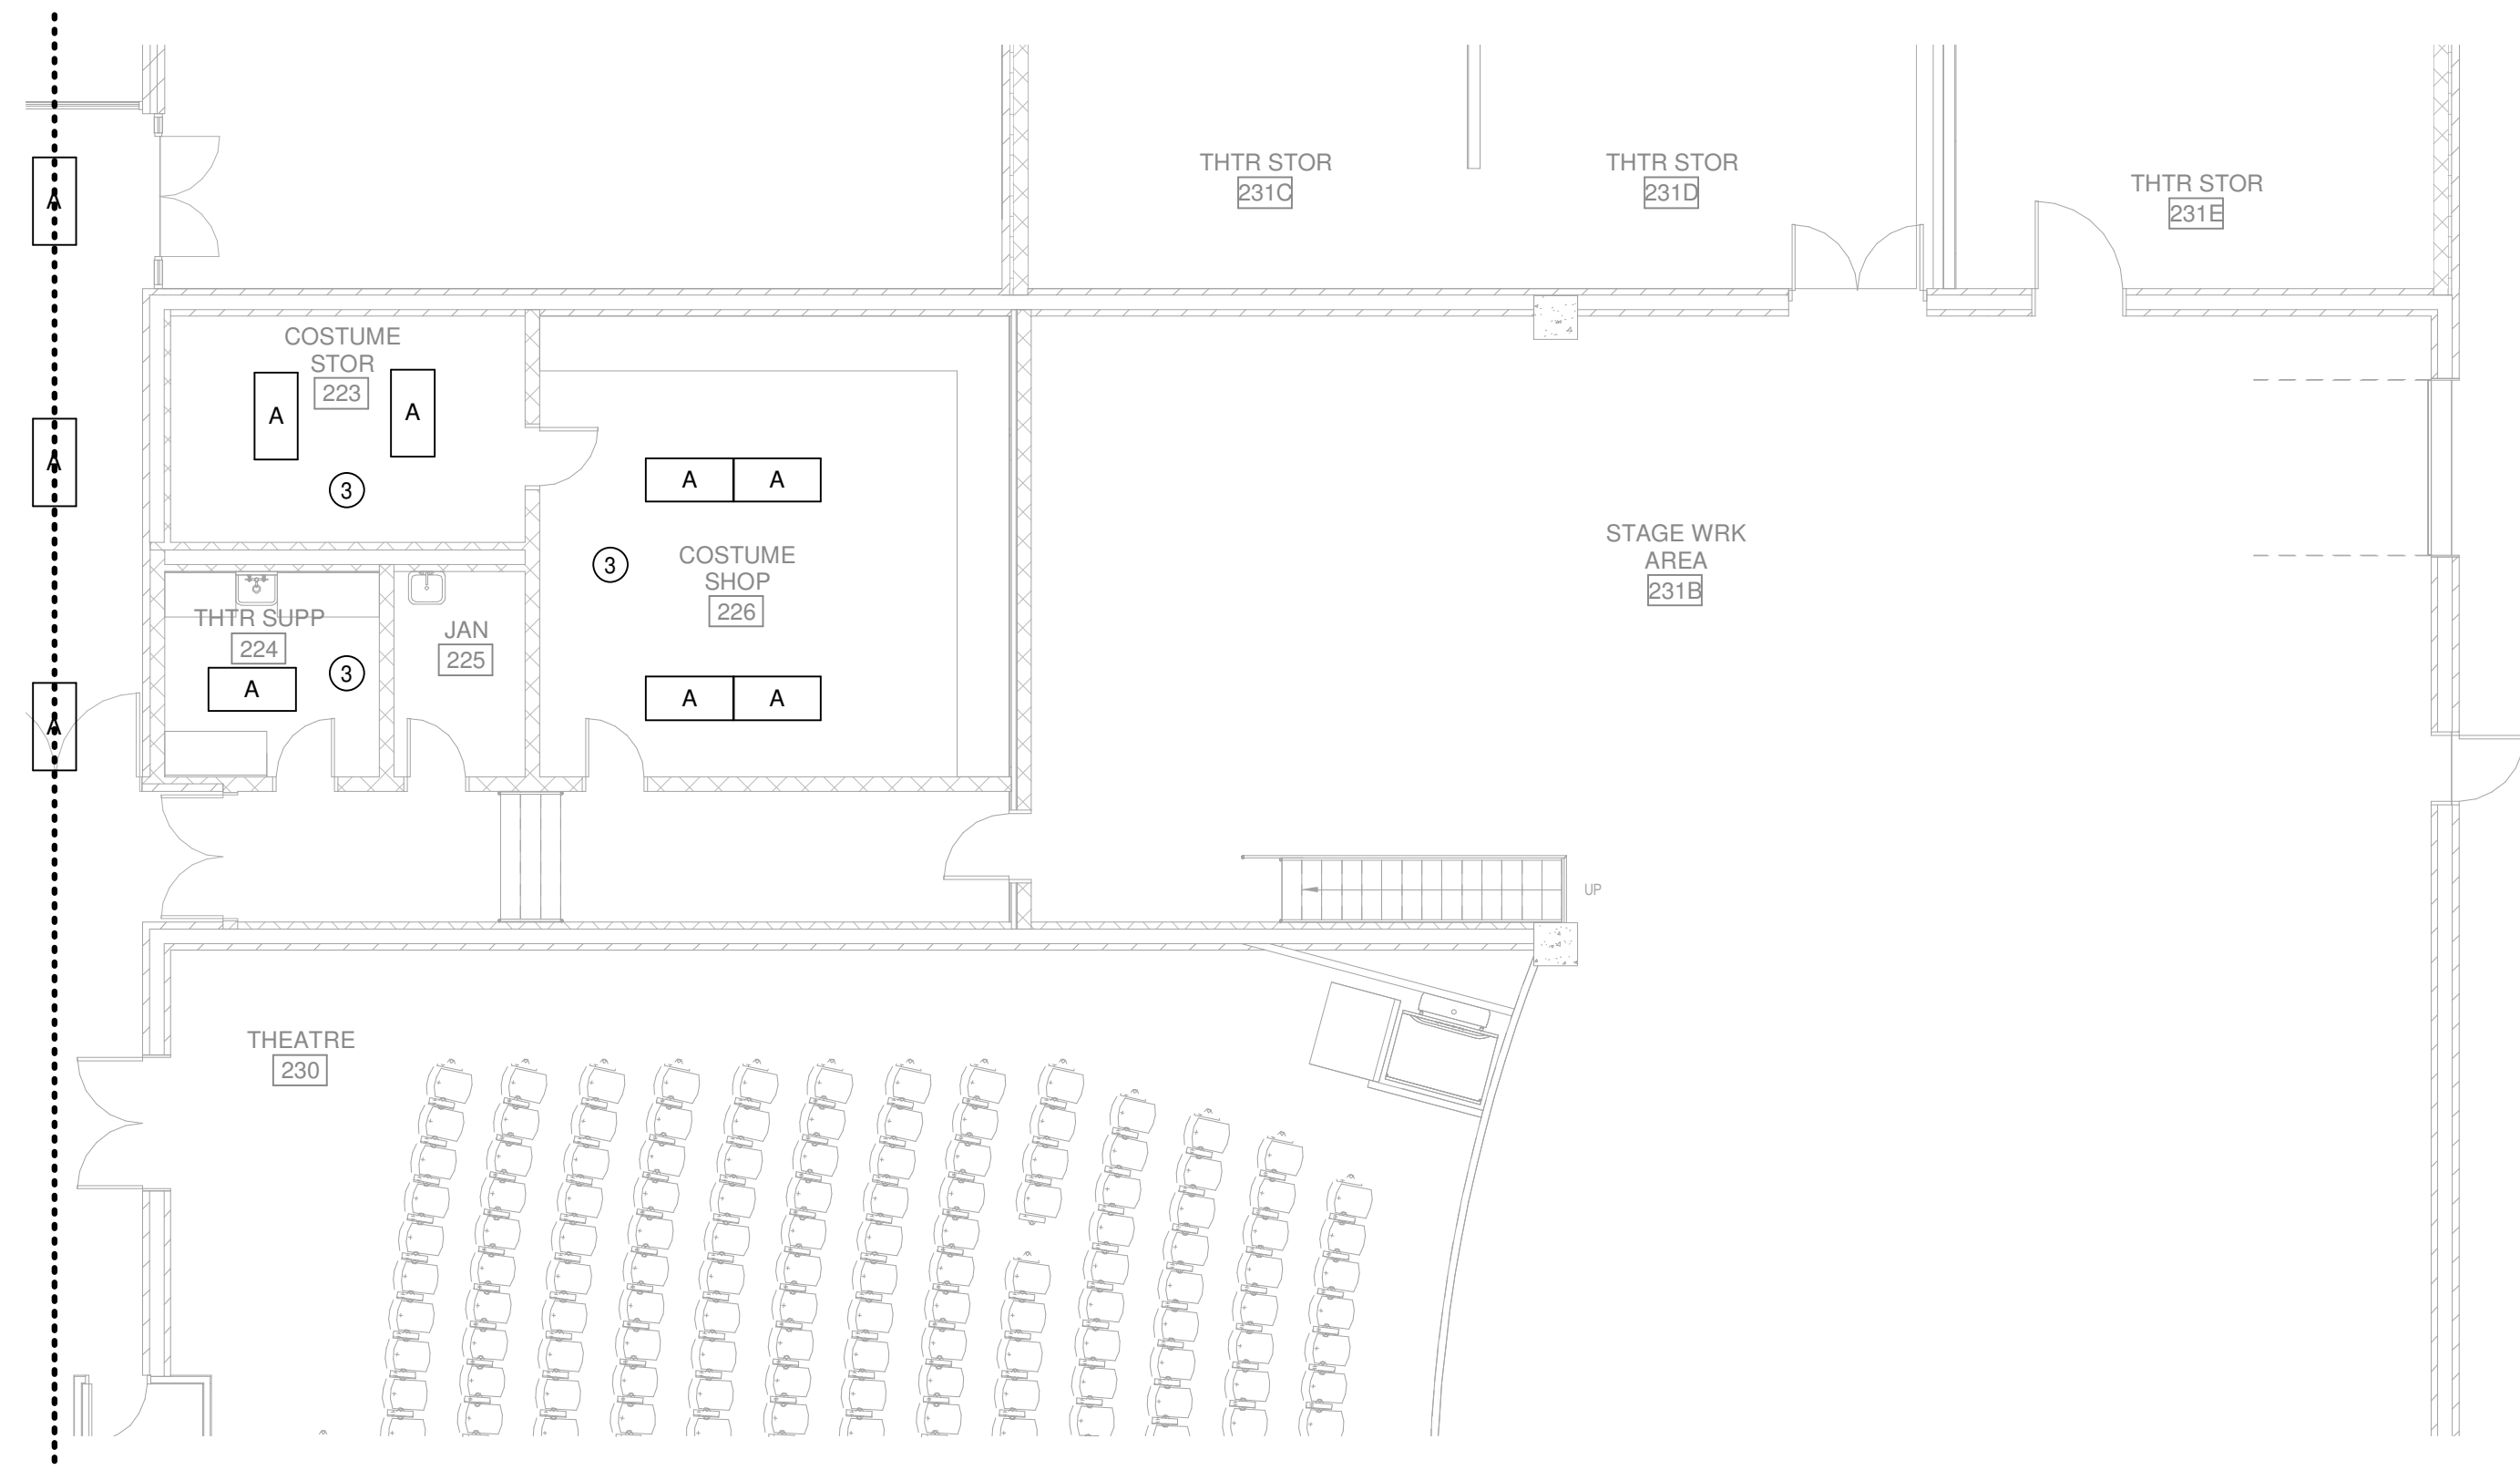 THTR STOR
231C
THTR STOR
231D
THTR STOR
231E
A
COSTUME
STOR
223
A
A
A
3
A
A
COSTUME
SHOP
226
3
STAGE WRK
AREA
231B
THTR SUPP
224
A
3
JAN
225
A
A
A
UP
THEATRE
230